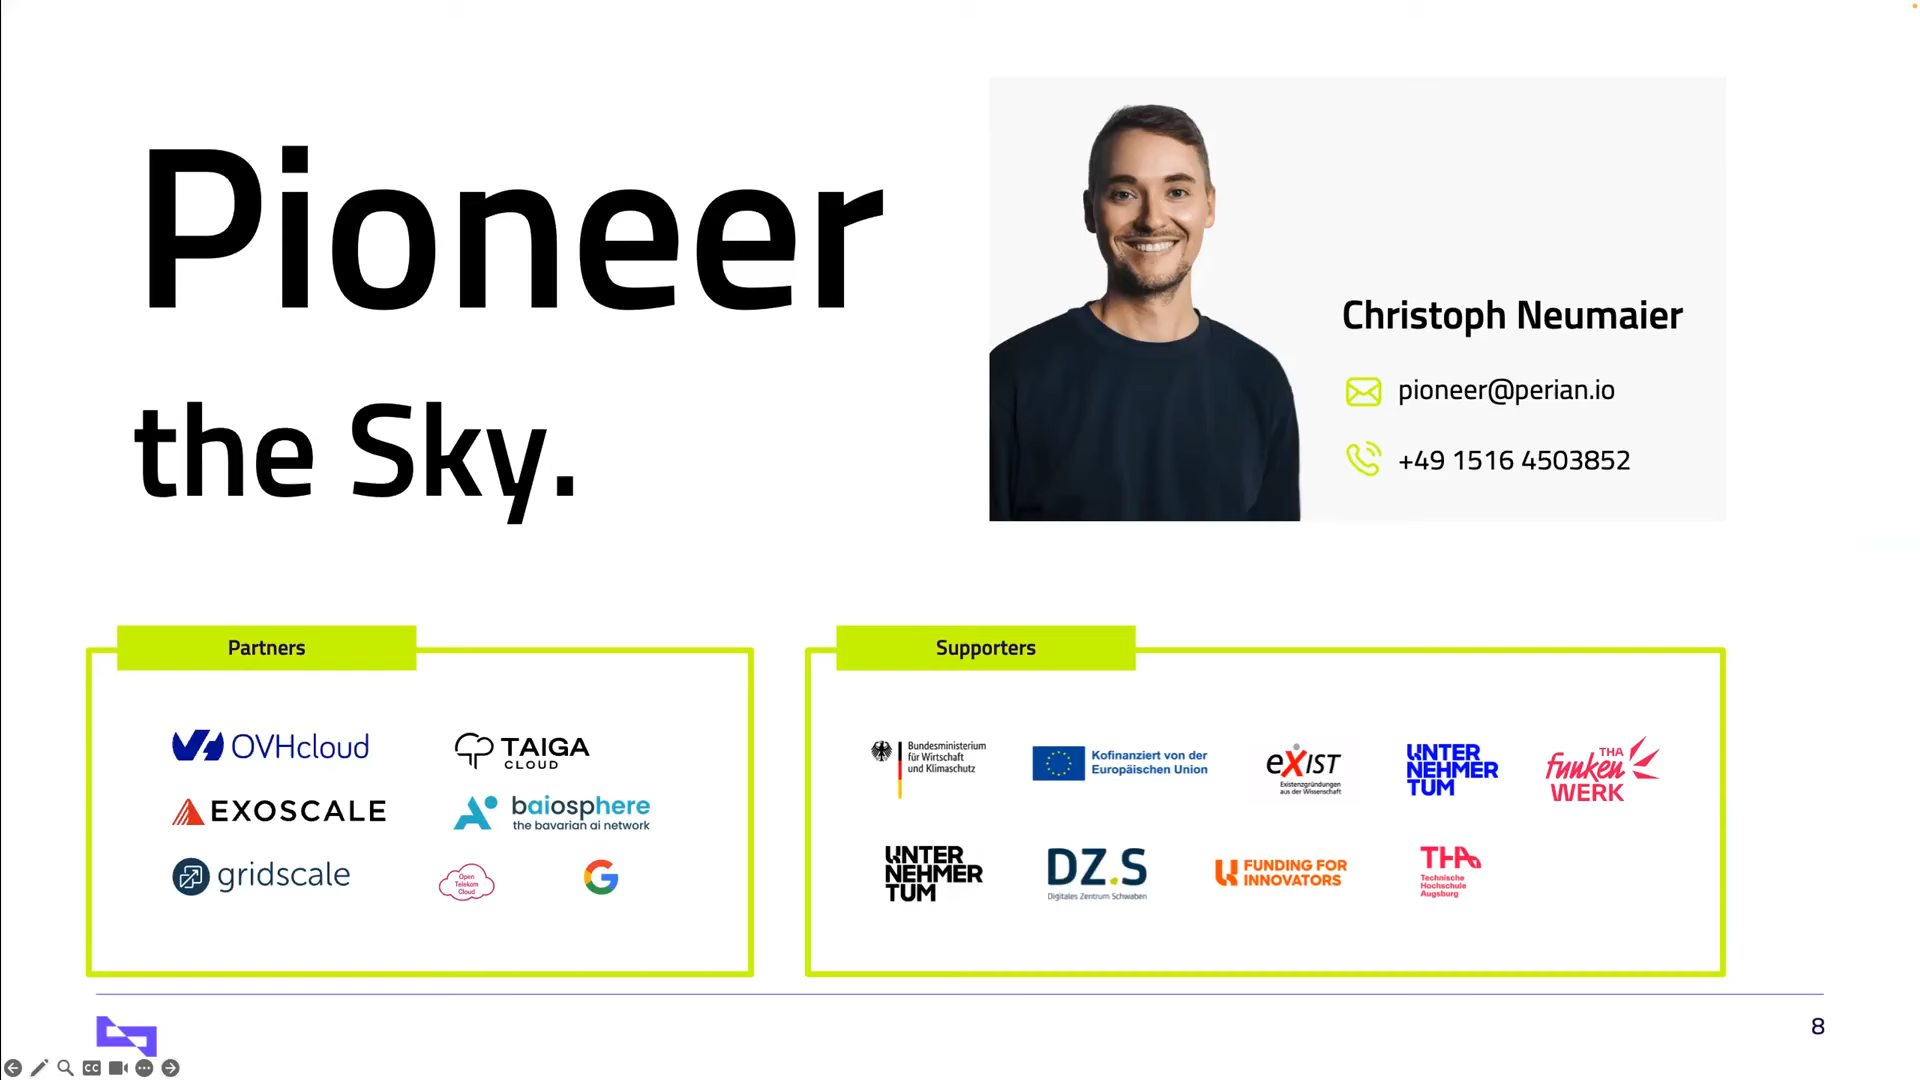 Pioneer
the Sky.
Christoph Neumaier
pioneer@perian.io
+49 1516 4503852
Partners
OVHcloud
TAIGA
CLOUD
EXOSCALE
baiosphere
the bavarian ai network
gridscale
Open
Telekom
Cloud
G
Supporters
Bundesministerium
für Wirtschaft
und Klimaschutz
Kofinanziert von der
Europäischen Union
eXIST
Existenzgründungen
aus der Wissenschaft
UNTER
NEHMER
TUM
THA
funken
WERK
UNTER
NEHMER
TUM
DZ.S
Digitales Zentrum Schwaben
FUNDING FOR
INNOVATORS
THA
Technische
Hochschule
Augsburg
8
CC